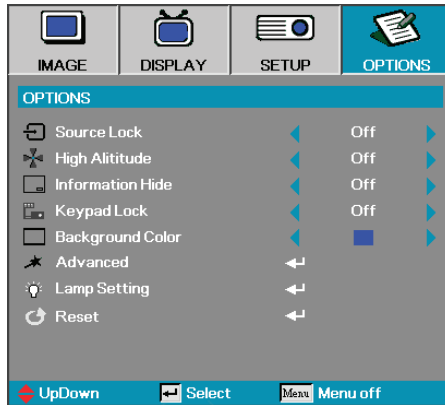 IMAGE DISPLAY SETUP OPTIONS
OPTIONS
Source Lock Off
High Alititude Off
Information Hide Off
Keypad Lock Off
Background Color
Advanced
Lamp Setting
Reset
UpDown Select Menu Menu off